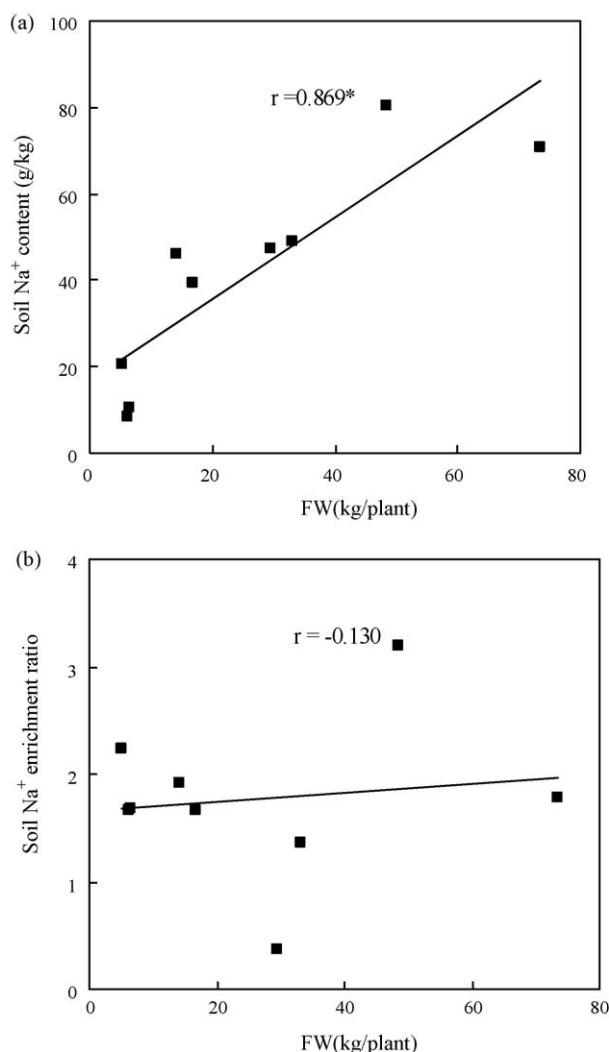 (a)
100
80
60
40
20
0
Soil Na⁺ content (g/kg)
r =0.869*
0 20 40 60 80
FW(kg/plant)
(b)
4
3
2
1
0
Soil Na⁺ enrichment ratio
r = -0.130
0 20 40 60 80
FW(kg/plant)